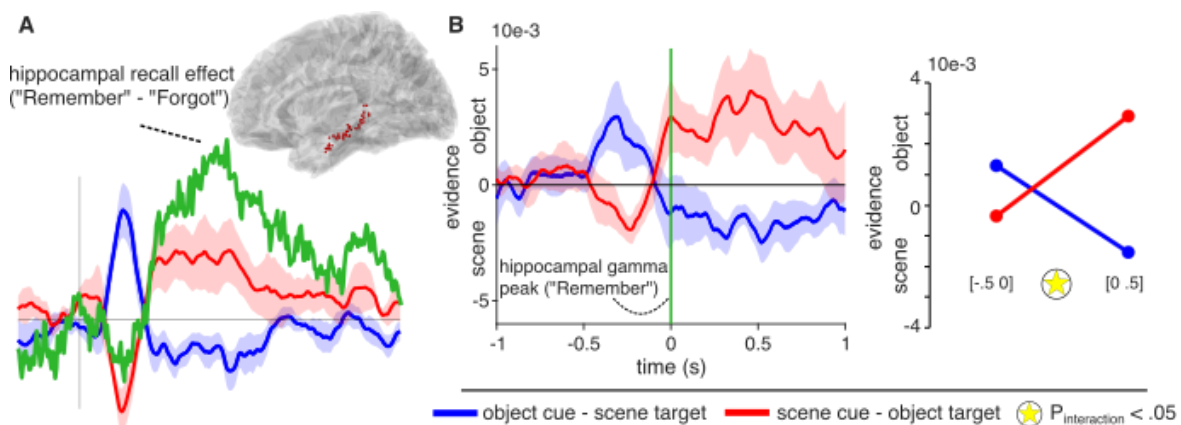 A
hippocampal recall effect
("Remember" - "Forgot")
B
10e-3
5
0
-5
evidence
scene object
hippocampal gamma
peak ("Remember")
-1 -0.5 0 0.5 1
time (s)
10e-3
4
0
-4
evidence
scene object
[-.5 0] [0 .5]
object cue - scene target scene cue - object target P interaction < .05